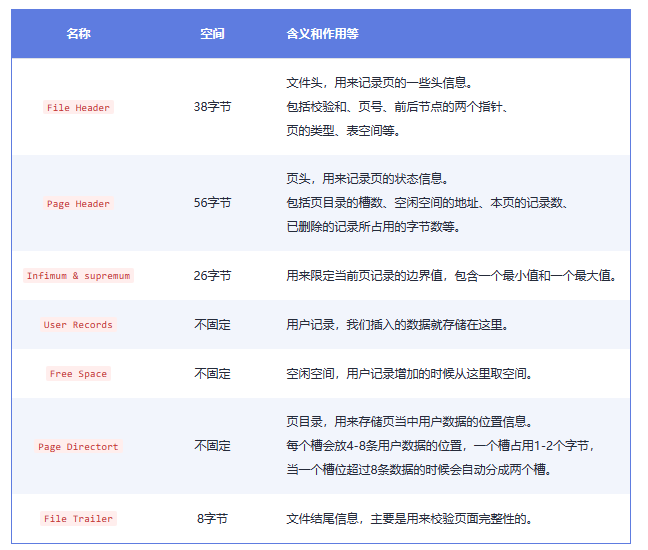 名称 空间 含义和作用等
File Header 38字节 文件头，用来记录页的一些头信息。
包括校验和、页号、前后节点的两个指针、
页的类型、表空间等。
Page Header 56字节 页头，用来记录页的状态信息。
包括页目录的槽数、空闲空间的地址、本页的记录数、
已删除的记录所占用的字节数等。
Infimum & supremum 26字节 用来限定当前页记录的边界值，包含一个最小值和一个最大值。
User Records 不固定 用户记录，我们插入的数据就存储在这里。
Free Space 不固定 空闲空间，用户记录增加的时候从这里取空间。
Page Directort 不固定 页目录，用来存储页当中用户数据的位置信息。
每个槽会放4-8条用户数据的位置，一个槽占用1-2个字节，
当一个槽位超过8条数据的时候会自动分成两个槽。
File Trailer 8字节 文件结尾信息，主要是用来校验页面完整性的。